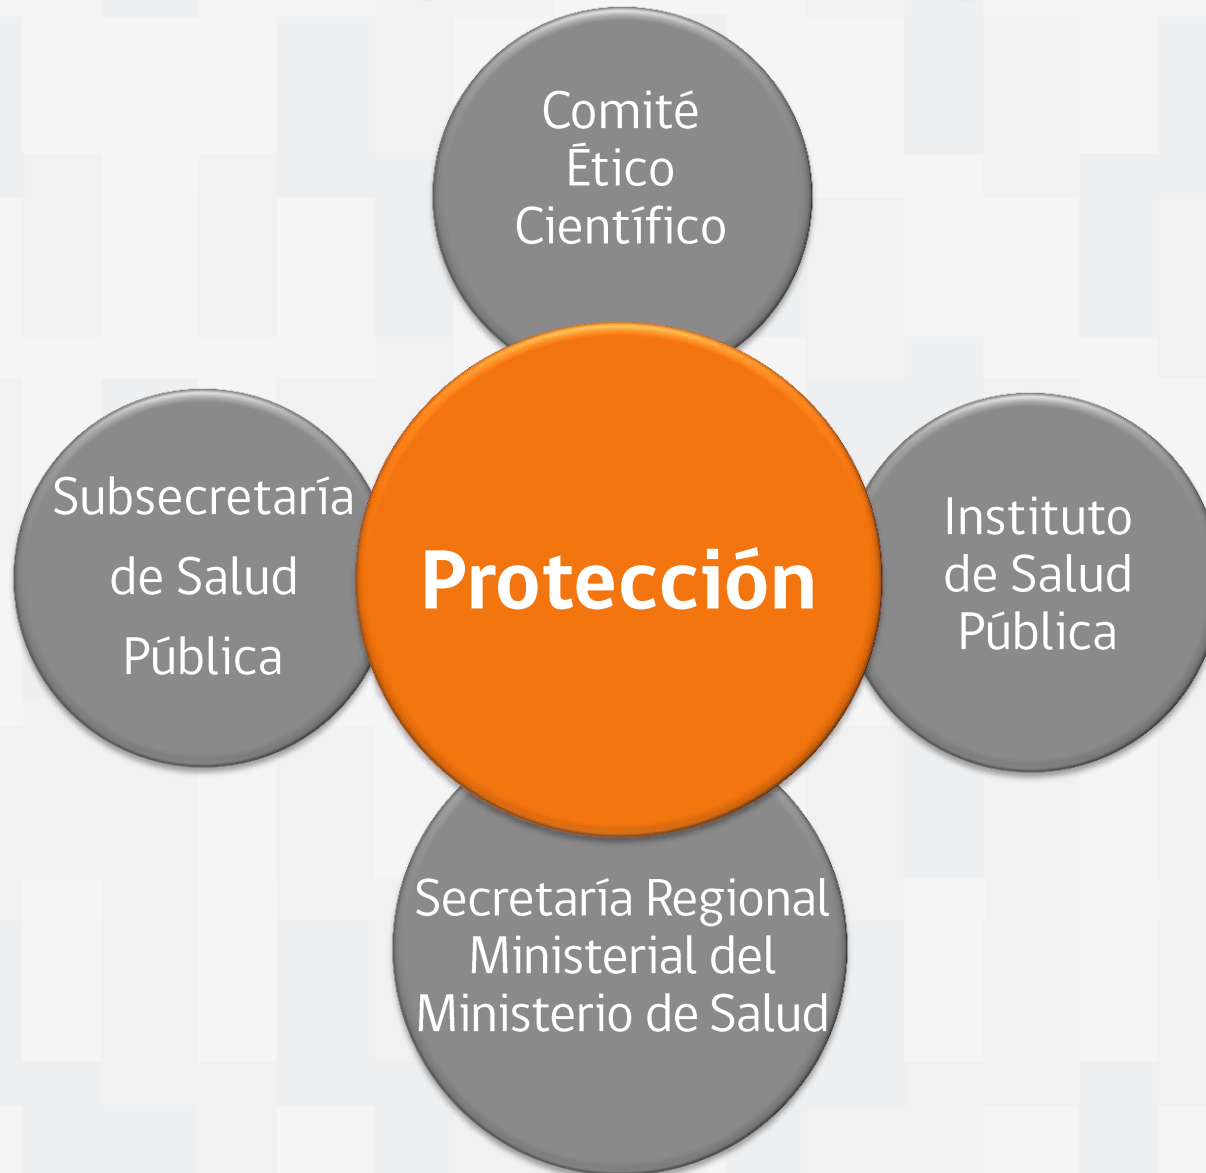 Comité
Ético
Científico
Subsecretaría
de Salud
Pública
Protección
Instituto
de Salud
Pública
Secretaría Regional
Ministerial del
Ministerio de Salud